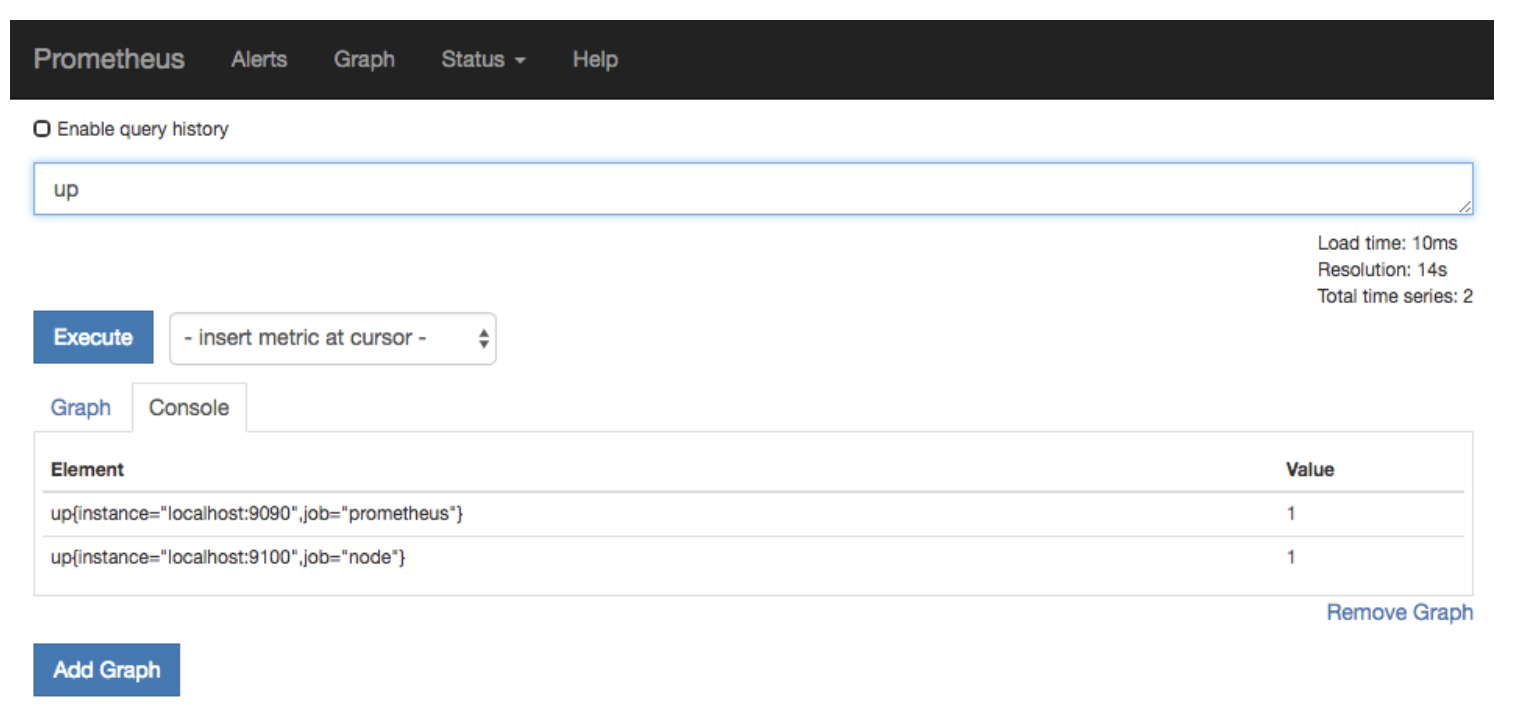 Prometheus Alerts Graph Status Help
Enable query history
up
Load time: 10ms
Resolution: 14s
Total time series: 2
Execute - insert metric at cursor -
Graph Console
Element Value
up{instance="localhost:9090",job="prometheus"} 1
up{instance="localhost:9100",job="node"} 1
Remove Graph
Add Graph